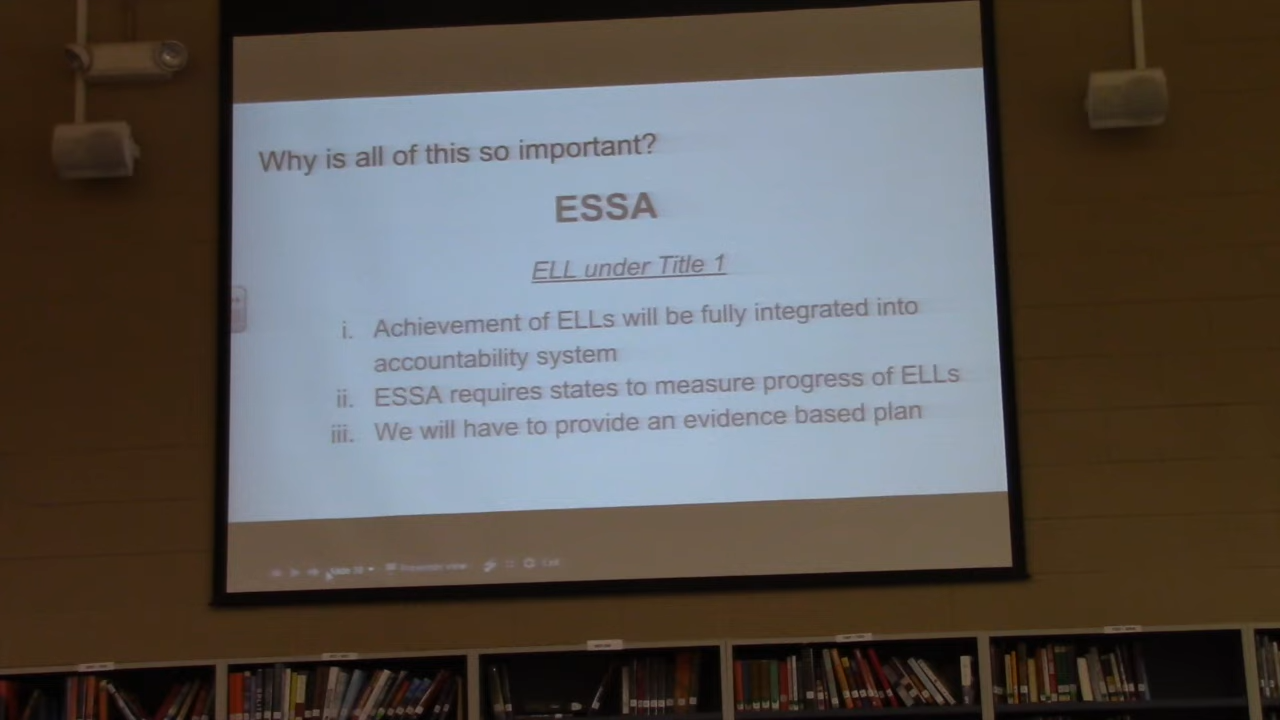 Why is all of this so important?
ESSA
ELL under Title 1
i. Achievement of ELLs will be fully integrated into
accountability system
ii. ESSA requires states to measure progress of ELLs
iii. We will have to provide an evidence based plan